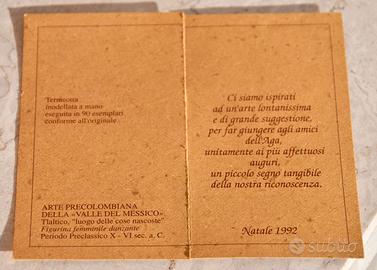 Terracotta
modellata a mano
eseguita in 90 esemplari
conforme all'originale
ARTE PRECOLOMBIANA
DELLA «VALLE DEL MESSICO»
Tlaltico, "luogo delle cose nascoste"
Figurina femminile danzante
Periodo Preclassico X - VI sec. a. C.
Ci siamo ispirati
ad un'arte lontanissima
e di grande suggestione,
per far giungere agli amici
dell'Aga,
unitamente ai più affettuosi
auguri,
un piccolo segno tangibile
della nostra riconoscenza.
Natale 1992
subito